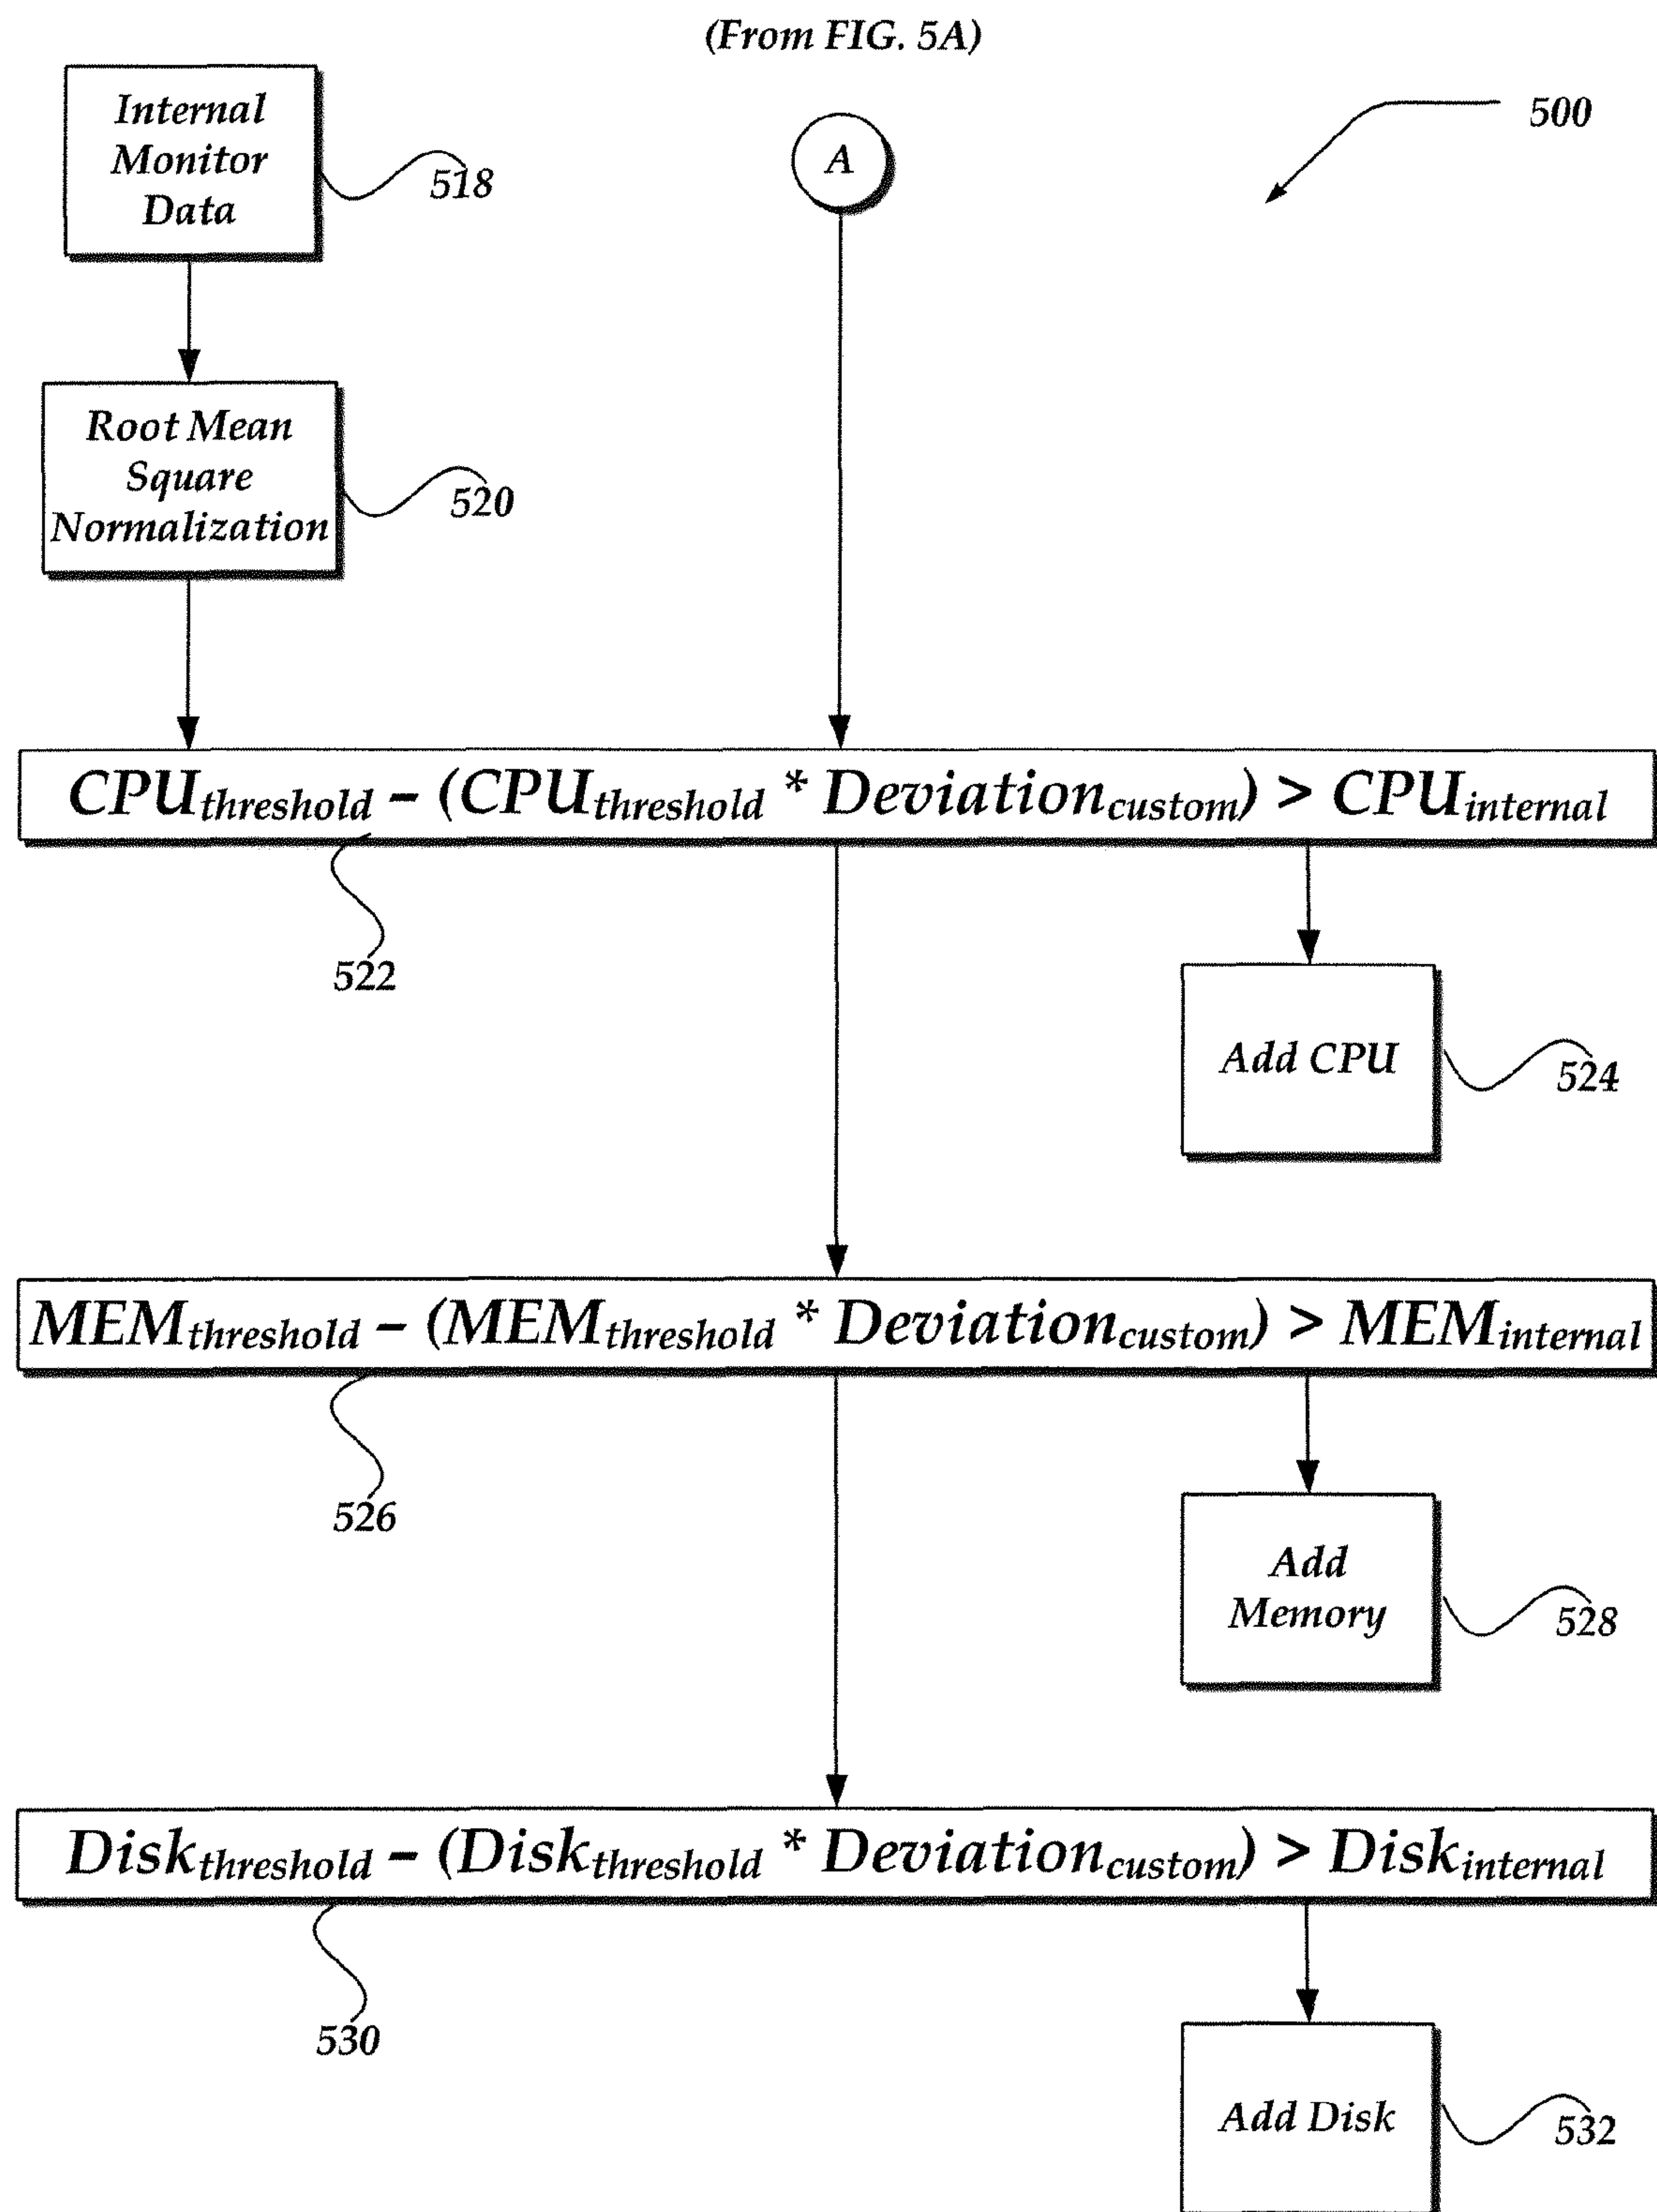 (From FIG. 5A)
Internal
Monitor
Data
518
A
500
Root Mean
Square
Normalization
520
CPUthreshold – (CPUthreshold * Deviationcustom) > CPUinternal
522
Add CPU
524
MEMthreshold – (MEMthreshold * Deviationcustom) > MEMinternal
526
Add
Memory
528
Diskthreshold – (Diskthreshold * Deviationcustom) > Diskinternal
530
Add Disk
532